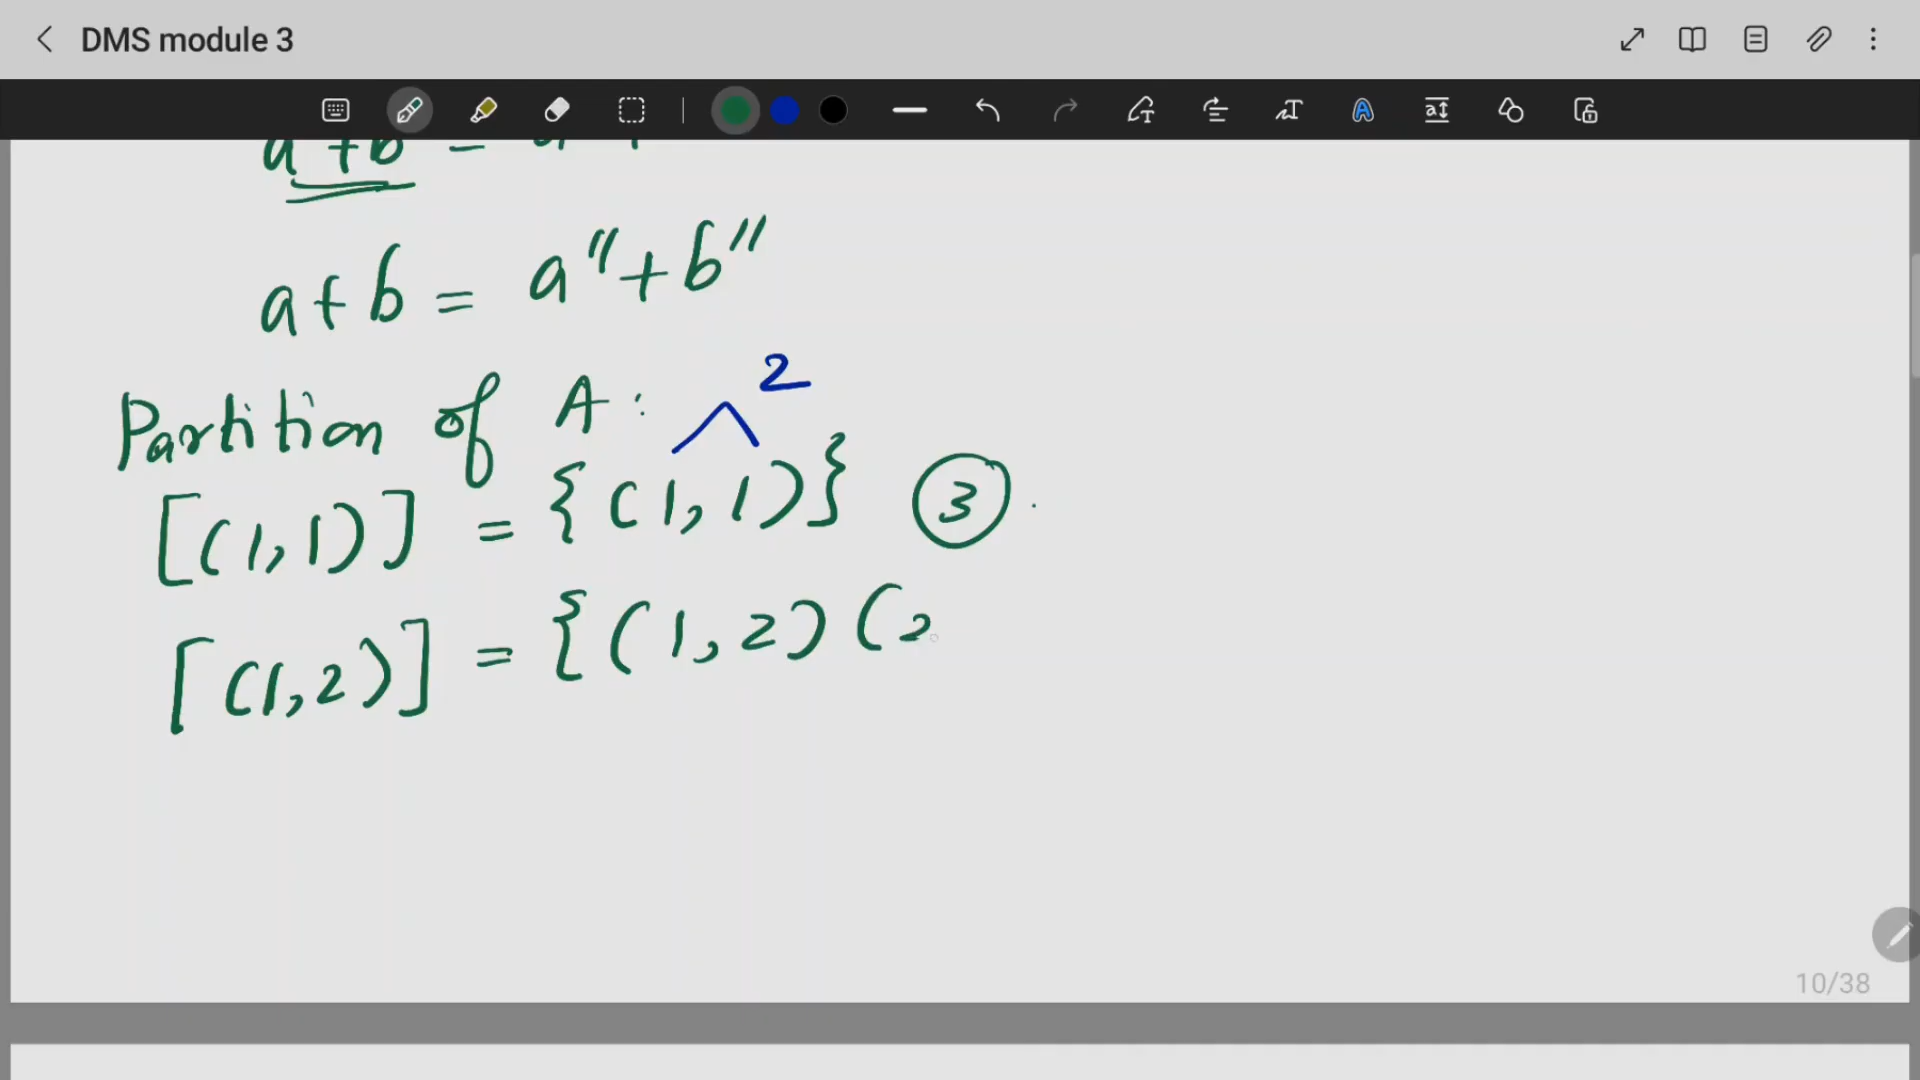 DMS module 3
a + b =
a + b = a" + b"
Partition of A:
2
[(1,1)] = {(1,1)} 3 .
[(1,2)] = {(1,2) (2
10/38